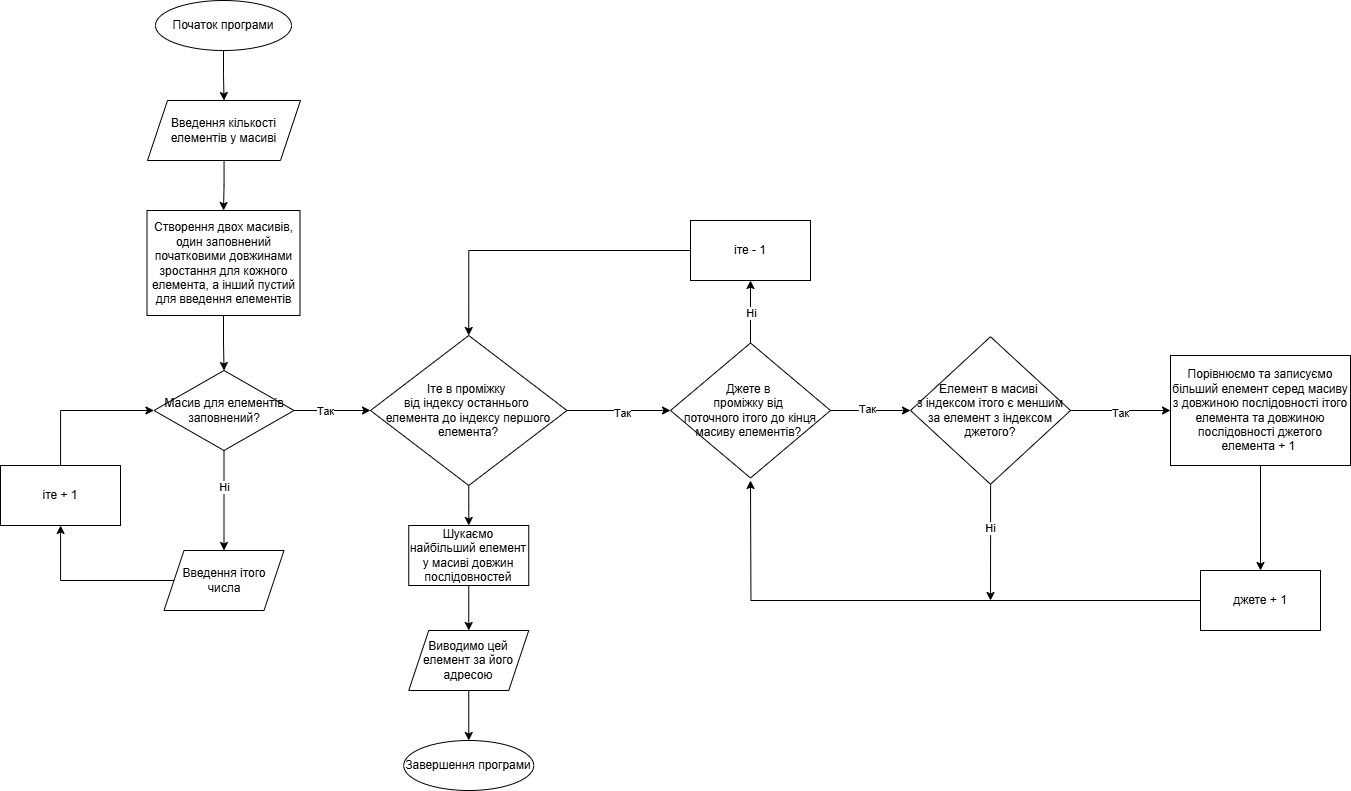 Початок програми
Введення кількості
елементів у масиві
Створення двох масивів,
один заповнений
початковими довжинами
зростання для кожного
елемента, а інший пустий
для введення елементів
Масив для елементів
заповнений?
Так
Ні
Введення ітого
числа
іте + 1
Іте в проміжку
від індексу останнього
елемента до індексу першого
елемента?
Так
Шукаємо
найбільший елемент
у масиві довжин
послідовностей
Виводимо цей
елемент за його
адресою
Завершення програми
іте - 1
Ні
Джете в
проміжку від
поточного ітого до кінця
масиву елементів?
Так
Елемент в масиві
з індексом ітого є меншим
за елемент з індексом
джетого?
Так
Ні
Порівнюємо та записуємо
більший елемент серед масиву
з довжиною послідовності ітого
елемента та довжиною
послідовності джетого
елемента + 1
джете + 1